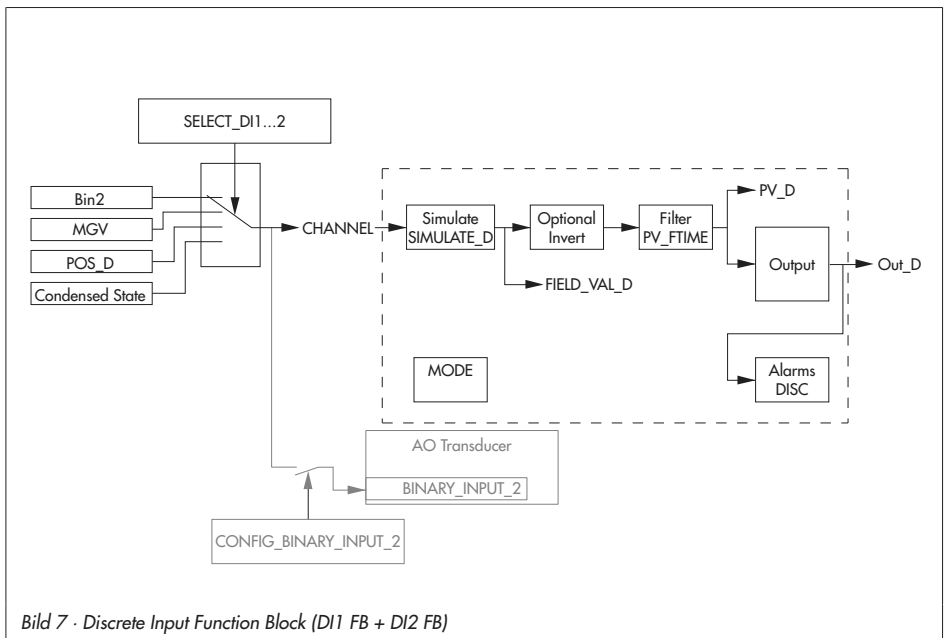 SELECT_DI1...2
Bin2
MGV
POS_D
Condensed State
CHANNEL
Simulate
SIMULATE_D
Optional
Invert
Filter
PV_FTIME
PV_D
Output
Out_D
FIELD_VAL_D
MODE
Alarms
DISC
AO Transducer
BINARY_INPUT_2
CONFIG_BINARY_INPUT_2
Bild 7 · Discrete Input Function Block (DI1 FB + DI2 FB)